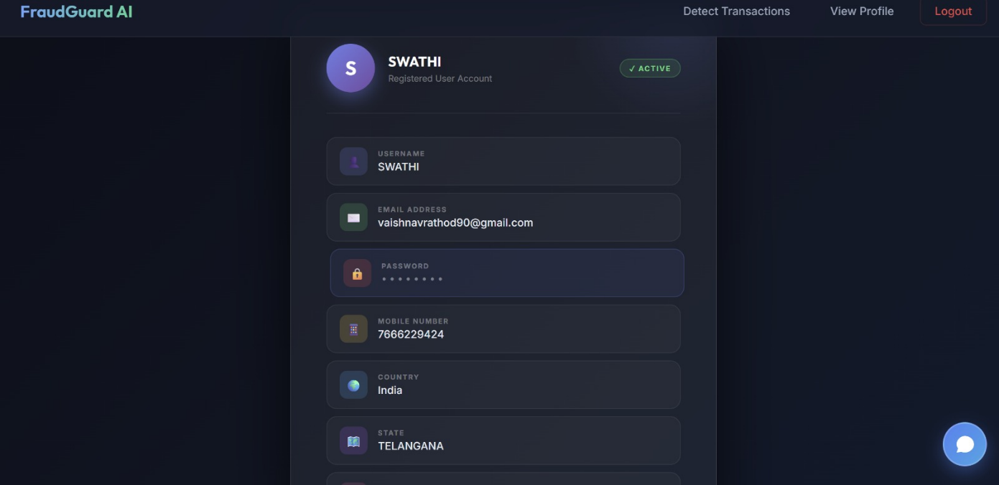 FraudGuard AI
Detect Transactions
View Profile
Logout
S
SWATHI
Registered User Account
✓ ACTIVE
USERNAME
SWATHI
EMAIL ADDRESS
vaishnavrathod90@gmail.com
PASSWORD
• • • • • • • •
MOBILE NUMBER
7666229424
COUNTRY
India
STATE
TELANGANA